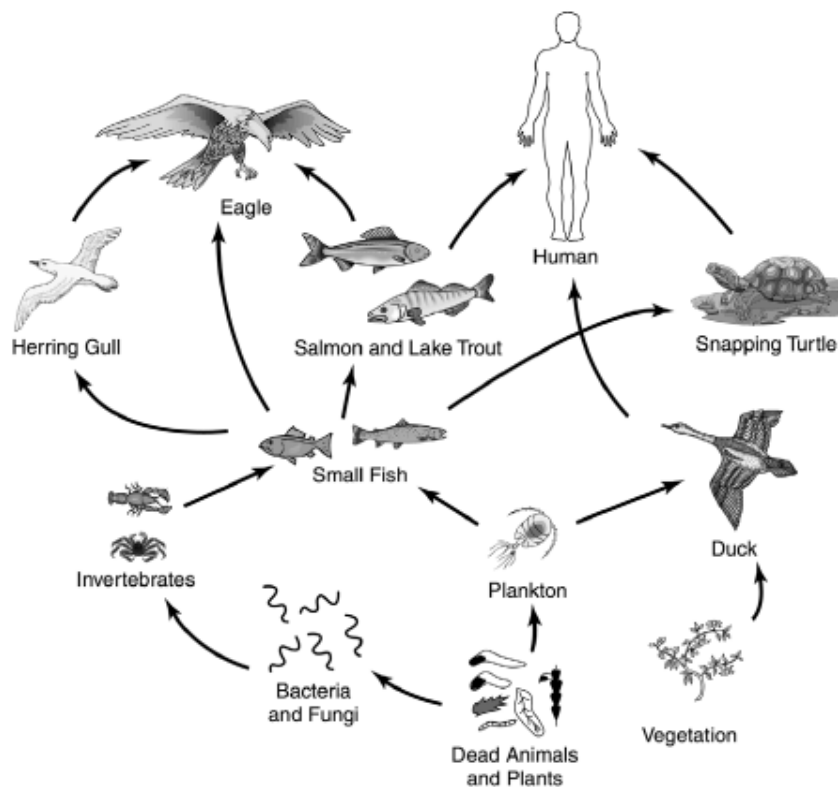 Eagle
Human
Herring Gull
Salmon and Lake Trout
Snapping Turtle
Small Fish
Duck
Invertebrates
Plankton
Bacteria
and Fungi
Vegetation
Dead Animals
and Plants